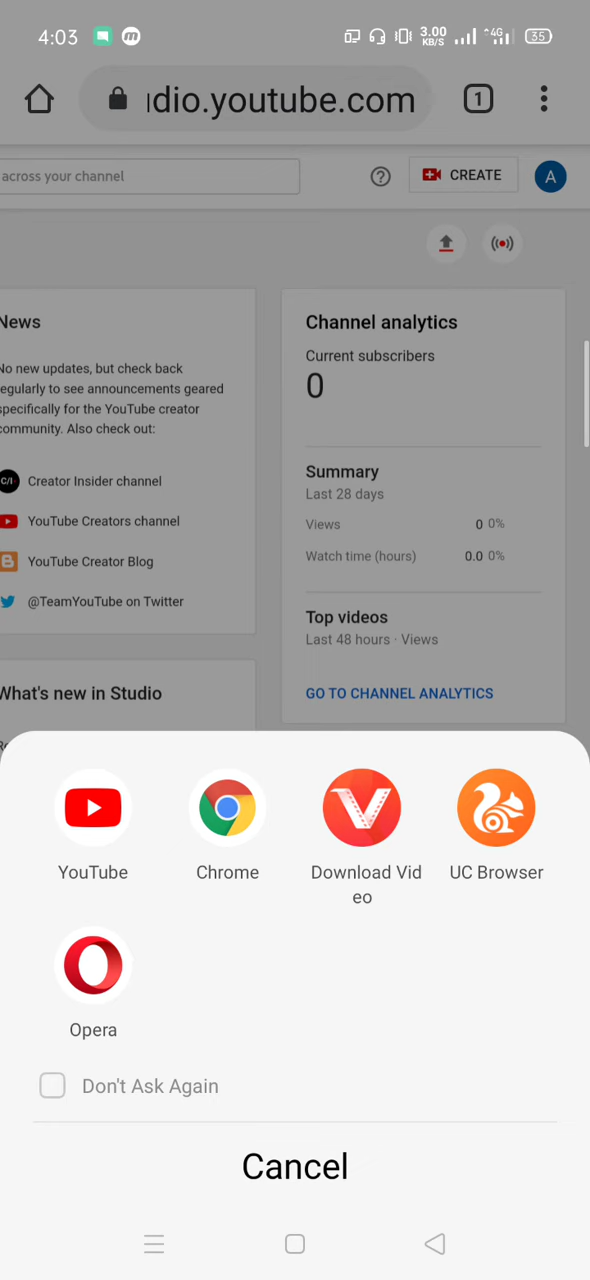 4:03
3.00
KB/S
4G
35
dio.youtube.com
1
across your channel
?
CREATE
A
News
No new updates, but check back
regularly to see announcements geared
specifically for the YouTube creator
community. Also check out:
C/I
Creator Insider channel
YouTube Creators channel
YouTube Creator Blog
@TeamYouTube on Twitter
What's new in Studio
Channel analytics
Current subscribers
0
Summary
Last 28 days
Views 0 0%
Watch time (hours) 0.0 0%
Top videos
Last 48 hours · Views
GO TO CHANNEL ANALYTICS
YouTube
Chrome
Download Vid
eo
UC Browser
Opera
Don't Ask Again
Cancel